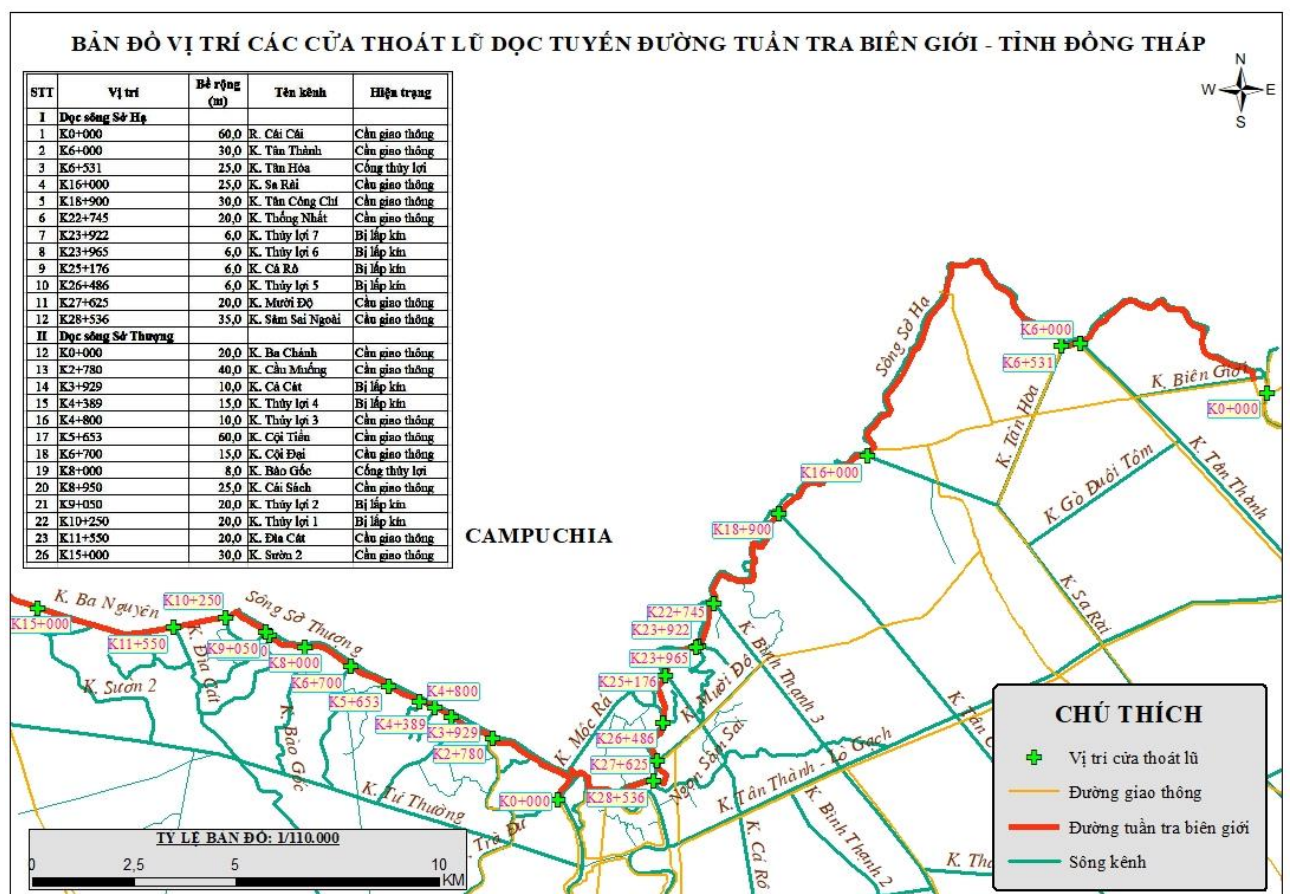 BẢN ĐỒ VỊ TRÍ CÁC CỬA THOÁT LŨ DỌC TUYẾN ĐƯỜNG TUẦN TRA BIÊN GIỚI - TỈNH ĐỒNG THÁP
N
W E
S
STT Vị trí Bề rộng (m) Tên kênh Hiện trạng
I Dọc sông Sở Hạ
1 K0+000 60,0 R. Cái Cái Cầu giao thông
2 K6+000 30,0 K. Tân Thành Cầu giao thông
3 K6+531 25,0 K. Tân Hòa Cống thủy lợi
4 K16+000 25,0 K. Sa Rài Cầu giao thông
5 K18+900 30,0 K. Tân Công Chí Cầu giao thông
6 K22+745 20,0 K. Thống Nhất Cầu giao thông
7 K23+922 6,0 K. Thủy lợi 7 Bị lấp kín
8 K23+965 6,0 K. Thủy lợi 6 Bị lấp kín
9 K25+176 6,0 K. Cá Rô Bị lấp kín
10 K26+486 6,0 K. Thủy lợi 5 Bị lấp kín
11 K27+625 20,0 K. Mười Độ Cầu giao thông
12 K28+536 35,0 K. Sâm Sai Ngoài Cầu giao thông
II Dọc sông Sở Thượng
12 K0+000 20,0 K. Ba Chánh Cầu giao thông
13 K2+780 40,0 K. Cầu Muống Cầu giao thông
14 K3+929 10,0 K. Cà Cát Bị lấp kín
15 K4+389 15,0 K. Thủy lợi 4 Bị lấp kín
16 K4+800 10,0 K. Thủy lợi 3 Cầu giao thông
17 K5+653 60,0 K. Cội Tiểu Cầu giao thông
18 K6+700 15,0 K. Cội Đại Cầu giao thông
19 K8+000 8,0 K. Bào Gốc Cống thủy lợi
20 K8+950 25,0 K. Cái Sách Cầu giao thông
21 K9+050 20,0 K. Thủy lợi 2 Bị lấp kín
22 K10+250 20,0 K. Thủy lợi 1 Bị lấp kín
23 K11+550 20,0 K. Đìa Cát Cầu giao thông
26 K15+000 30,0 K. Sườn 2 Cầu giao thông
Sông Sở Hạ
K6+000
K6+531
K. Biên Giới
K0+000
K. Tân Hòa
K. Tân Thành
K16+000
K. Gò Đuôi Tôm
K18+900
CAMPUCHIA
K. Sa Rài
K. Ba Nguyên
K10+250
Sông Sở Thượng
K15+000
K11+550
K9+050
K8+000
K. Đìa Cát
K. Sườn 2
K6+700
K5+653
K4+800
K4+389
K3+929
K2+780
K. Bào Gốc
K. Tư Thường
K0+000
K. Mốc Rá
K22+745
K23+922
K23+965
K25+176
K. Mười Độ
K. Bình Thạnh 3
K26+486
K27+625
K28+536
Ngọn Sâm Sai
K. Tân Thành - Lò Gạch
K. Bình Thạnh 2
K. Cá Rô
K. Tân C
K. Th
Trà Dư
CHÚ THÍCH
Vị trí cửa thoát lũ
Đường giao thông
Đường tuần tra biên giới
Sông kênh
TỶ LỆ BẢN ĐỒ: 1/110.000
0 2,5 5 10
KM